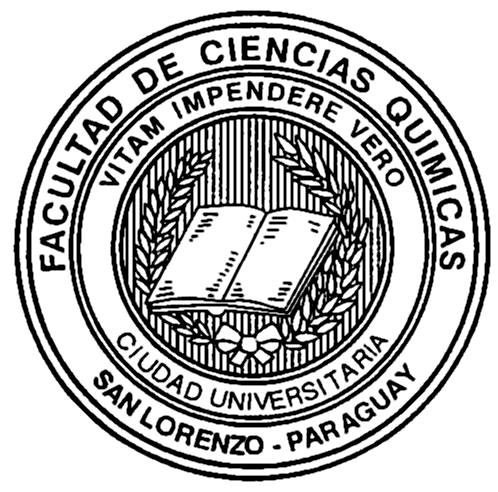 FACULTAD DE CIENCIAS QUIMICAS
VITAM IMPENDERE VERO
CIUDAD UNIVERSITARIA
SAN LORENZO - PARAGUAY